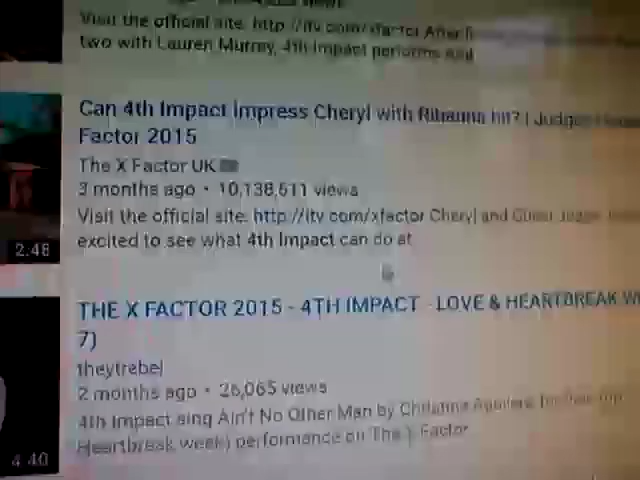 Visit the official site: http://itv.com/xfactor After
two with Lauren Murray, 4th Impact performs and
Can 4th Impact impress Cheryl with Rihanna hit? | Judges
Factor 2015
The X Factor UK
3 months ago • 10,138,511 views
Visit the official site: http://itv.com/xfactor Cheryl and Guest Judge
excited to see what 4th Impact can do at
2:48
THE X FACTOR 2015 - 4TH IMPACT - LOVE & HEARTBREAK
7)
theytrebel
2 months ago • 26,065 views
4th Impact sing Ain't No Other Man by Christina Aguilera
Heartbreak week) performance on The X Factor
4:40